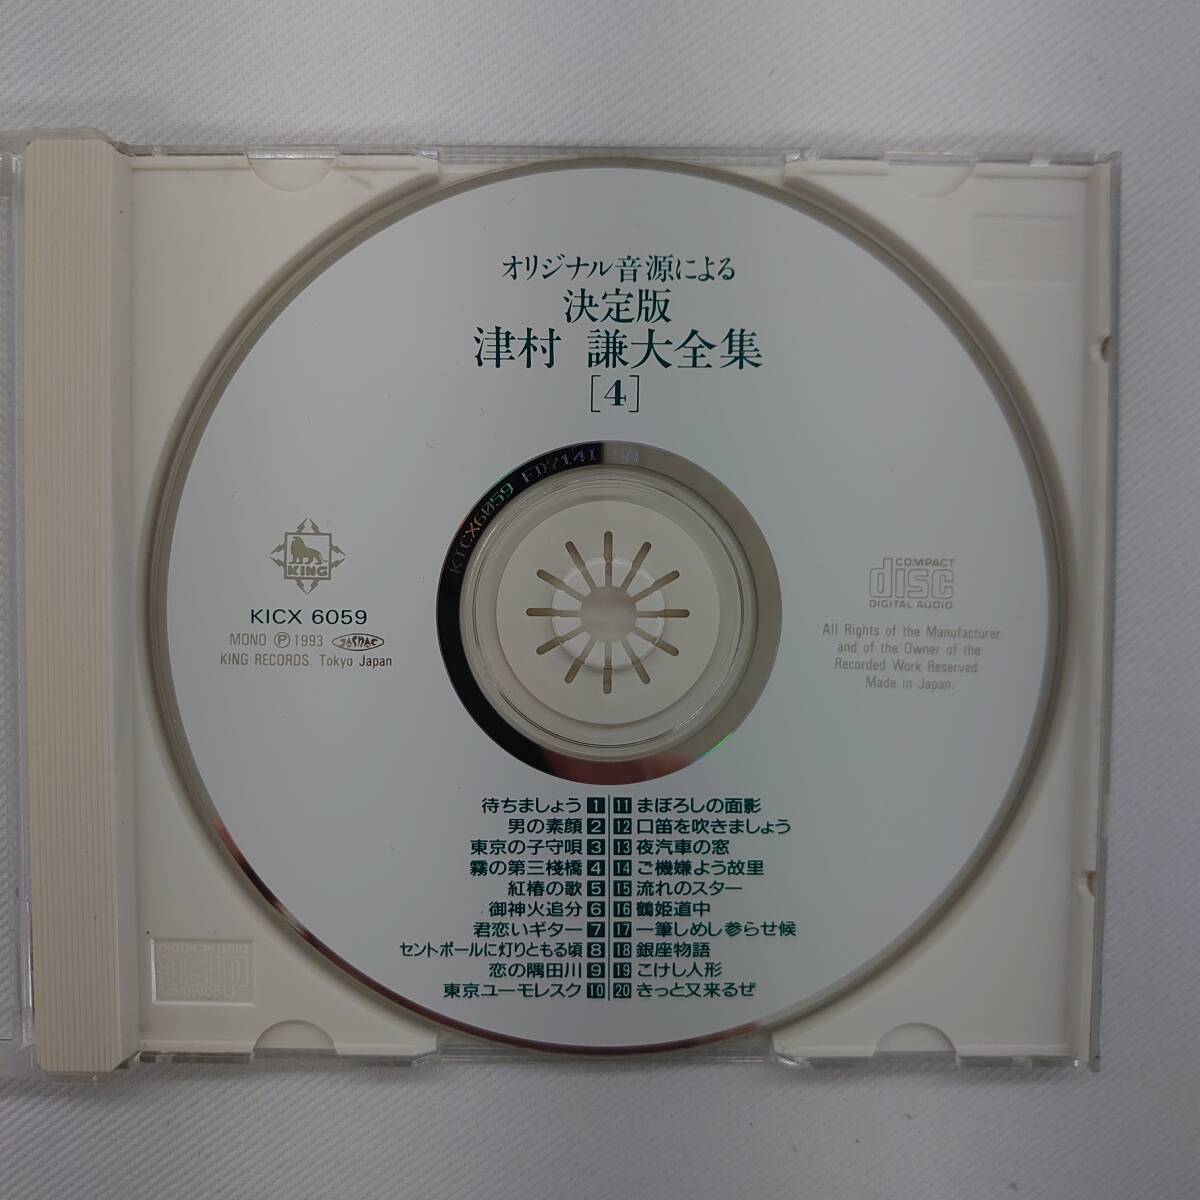 オリジナル音源による
決定版
津村 謙大全集
[4]
KICX6059 FD7141
KING
KICX 6059
MONO Ⓟ1993 JASRAC
KING RECORDS. Tokyo Japan
COMPACT
disc
DIGITAL AUDIO
All Rights of the Manufacturer
and of the Owner of the
Recorded Work Reserved.
Made in Japan.
待ちましょう 1
男の素顔 2
東京の子守唄 3
霧の第三棧橋 4
紅椿の歌 5
御神火追分 6
君恋いギター 7
セントポールに灯りともる頃 8
恋の隅田川 9
東京ユーモレスク 10
11 まぼろしの面影
12 口笛を吹きましょう
13 夜汽車の窓
14 ご機嫌よう故里
15 流れのスター
16 鶴姫道中
17 一筆しめし参らせ候
18 銀座物語
19 こけし人形
20 きっと又来るぜ